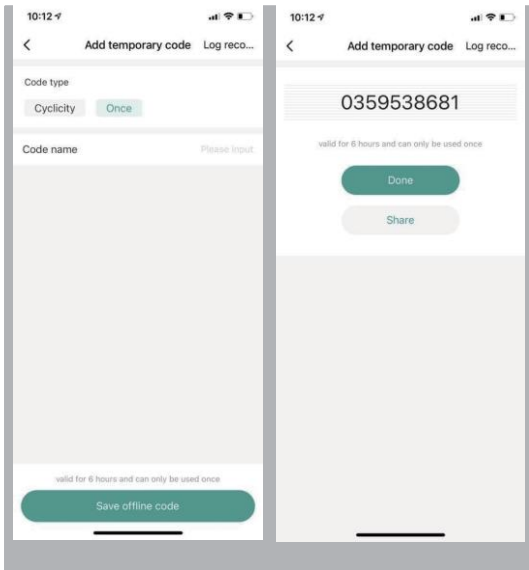 10:12
Add temporary code Log reco...
Code type
Cyclicity Once
Code name Please input
valid for 6 hours and can only be used once
Save offline code
10:12
Add temporary code Log reco...
0359538681
valid for 6 hours and can only be used once
Done
Share